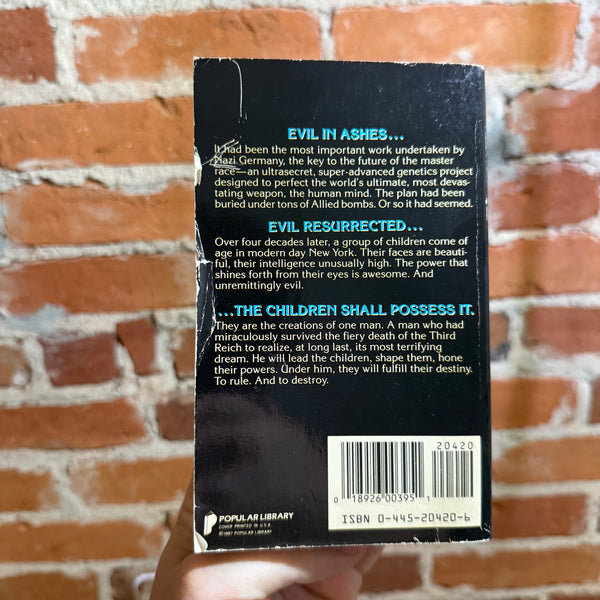 EVIL IN ASHES...
It had been the most important work undertaken by
Nazi Germany, the key to the future of the master
race—an ultrasecret, super-advanced genetics project
designed to perfect the world's ultimate, most devas-
tating weapon, the human mind. The plan had been
buried under tons of Allied bombs. Or so it had seemed.
EVIL RESURRECTED...
Over four decades later, a group of children come of
age in modern day New York. Their faces are beauti-
ful, their intelligence unusually high. The power that
shines forth from their eyes is awesome. And
unremittingly evil.
...THE CHILDREN SHALL POSSESS IT.
They are the creations of one man. A man who had
miraculously survived the fiery death of the Third
Reich to realize, at long last, its most terrifying
dream. He will lead the children, shape them, hone
their powers. Under him, they will fulfill their destiny.
To rule. And to destroy.
20420
0 18926 00395 1
ISBN 0-445-20420-6
POPULAR LIBRARY
COVER PRINTED IN U.S.A.
©1987 POPULAR LIBRARY